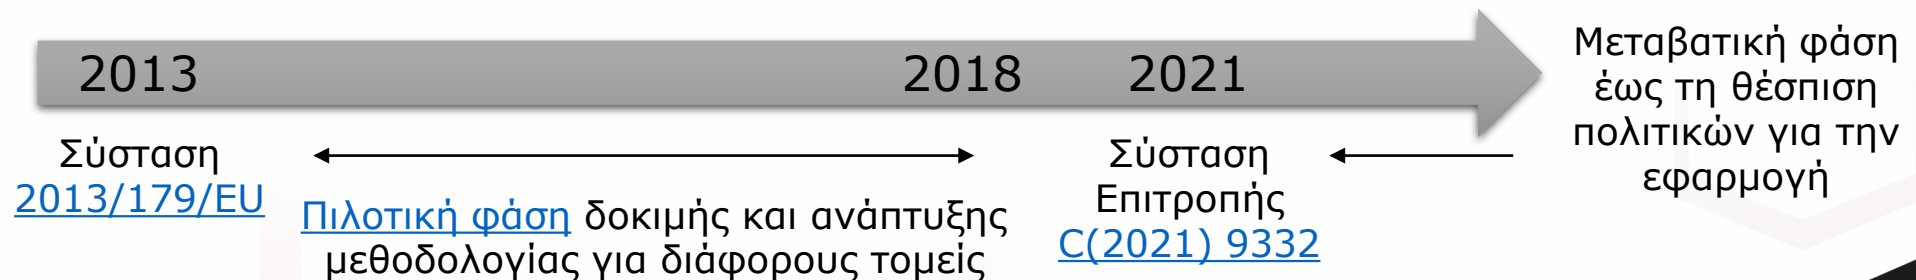 2013
2018
2021
Σύσταση
2013/179/EU
Πιλοτική φάση δοκιμής και ανάπτυξης
μεθοδολογίας για διάφορους τομείς
Σύσταση
Επιτροπής
C(2021) 9332
Μεταβατική φάση
έως τη θέσπιση
πολιτικών για την
εφαρμογή